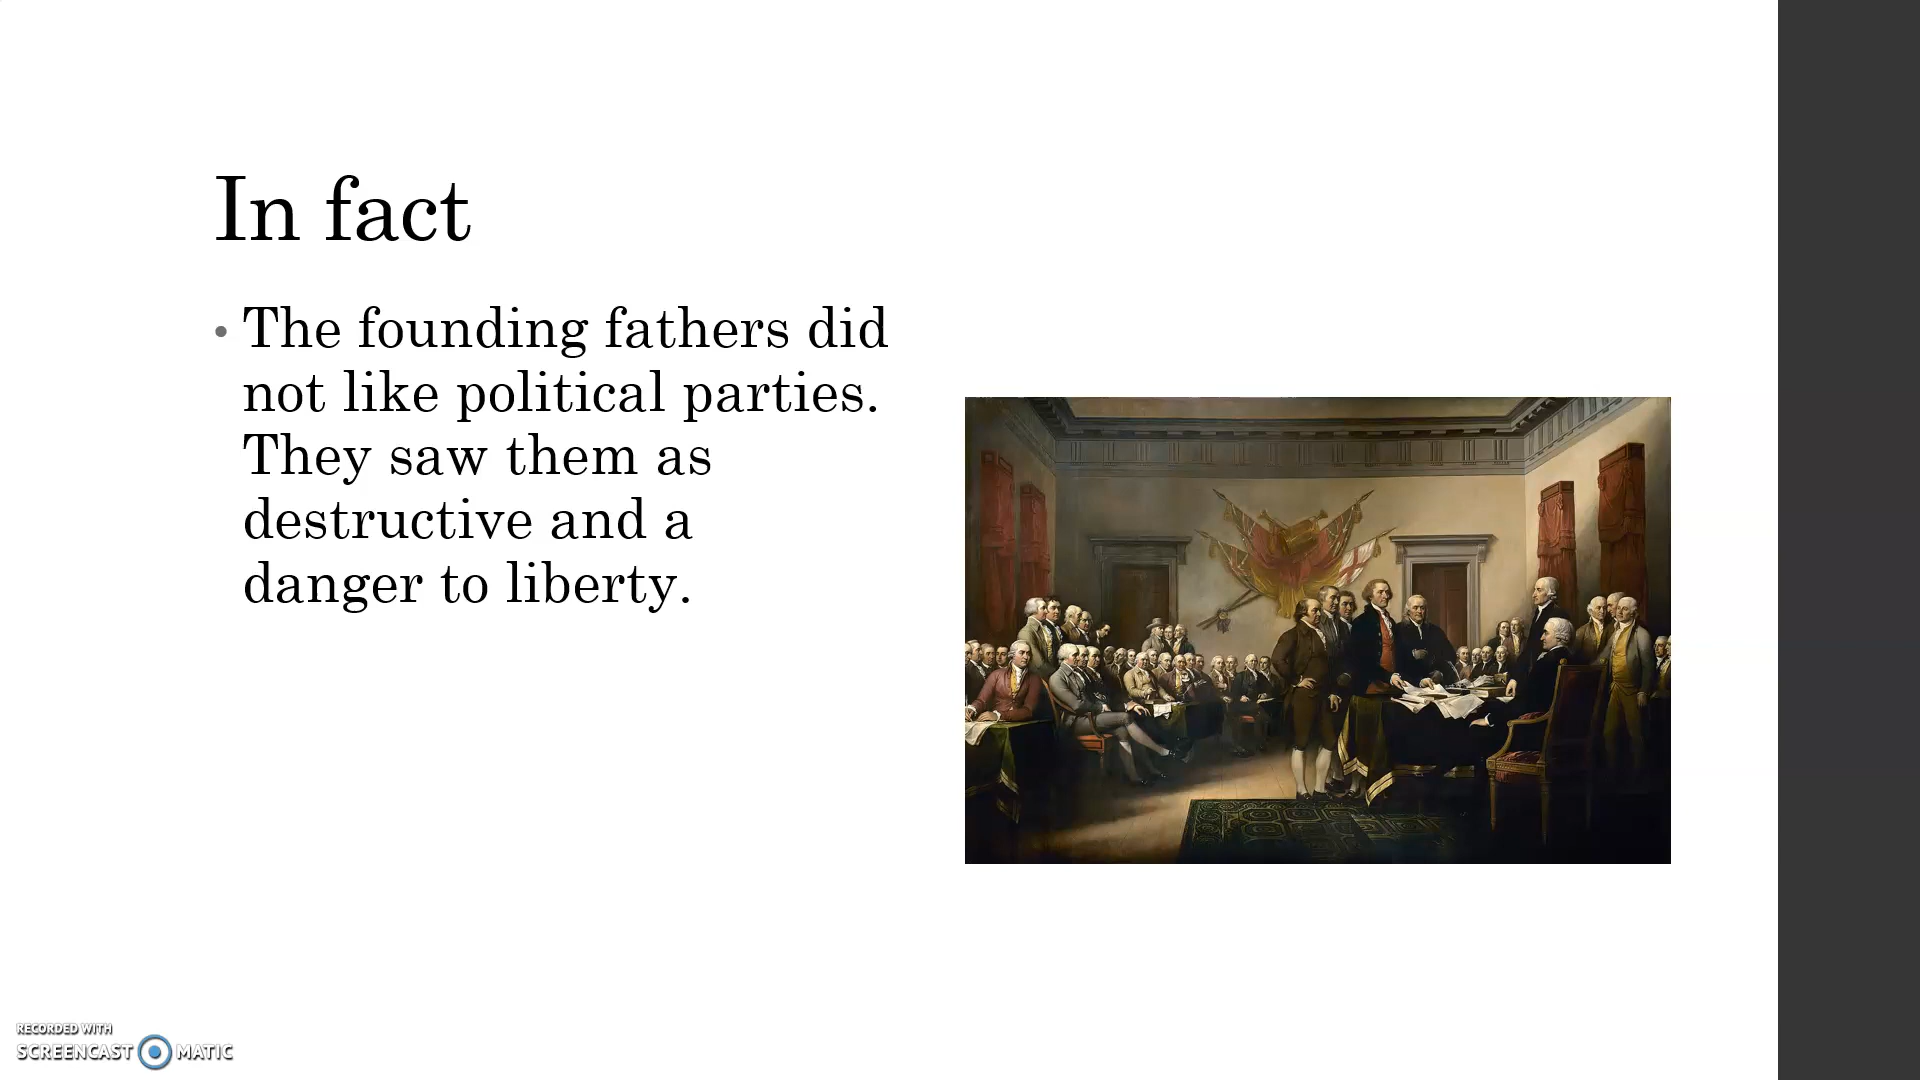 In fact
• The founding fathers did
not like political parties.
They saw them as
destructive and a
danger to liberty.
RECORDED WITH
SCREENCAST MATIC